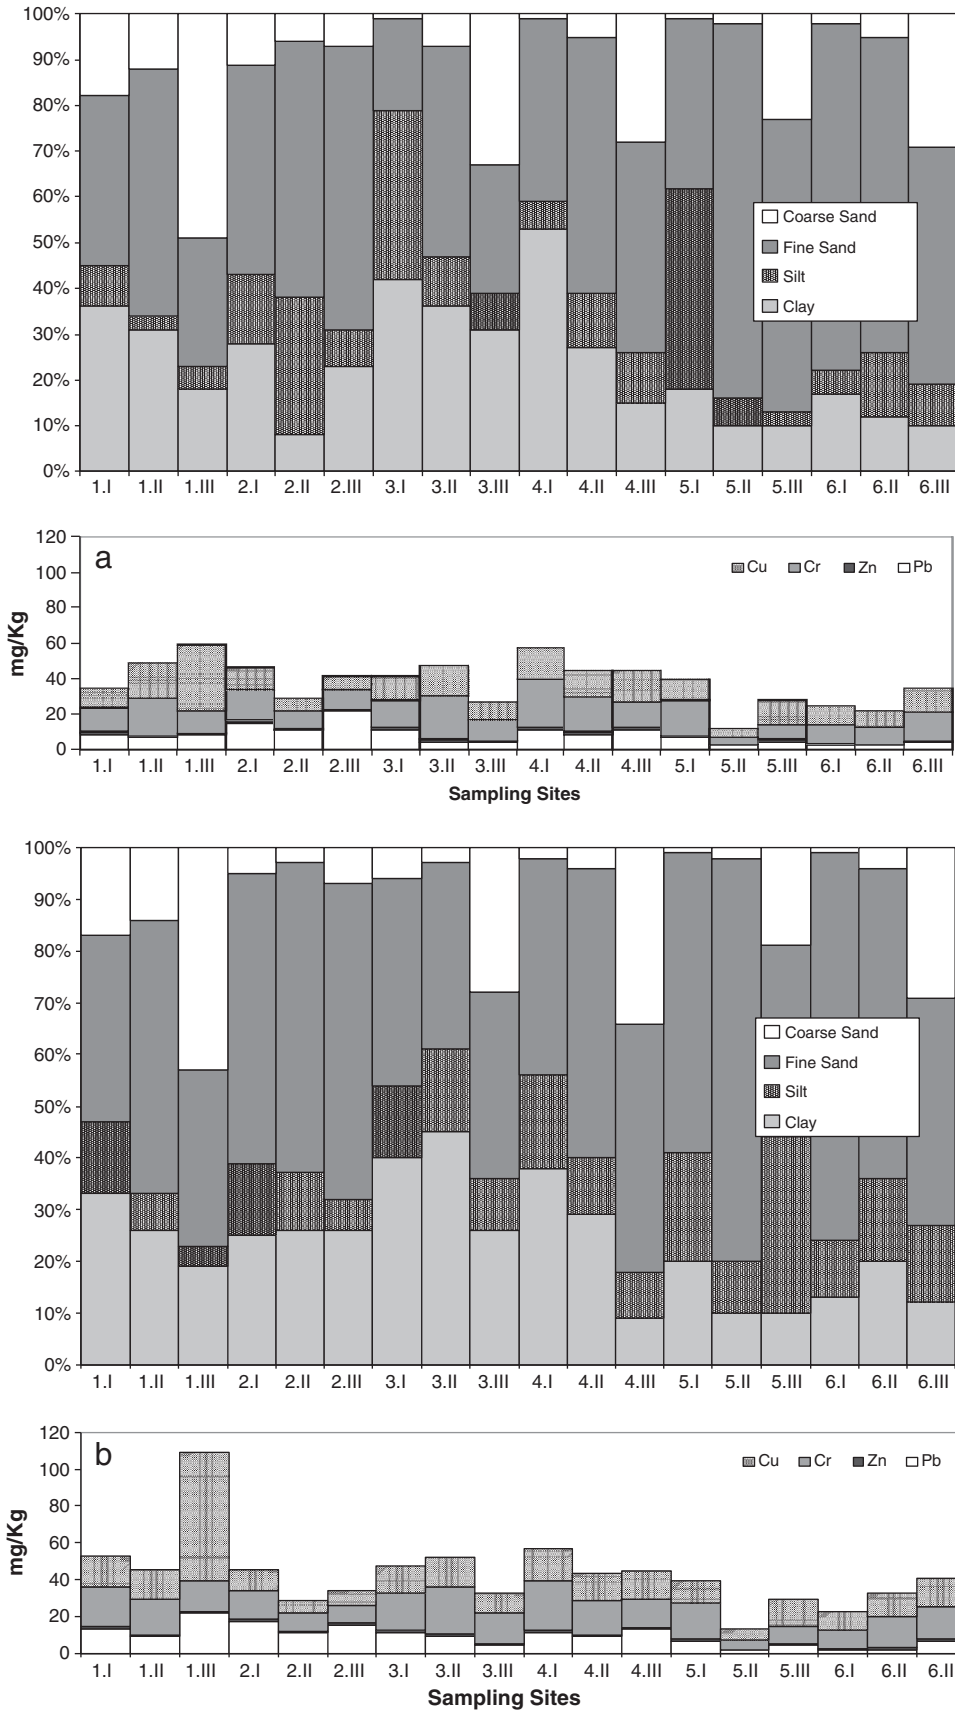 100%
90%
80%
70%
60%
50%
40%
30%
20%
10%
0%
Coarse Sand
Fine Sand
Silt
Clay
1.I 1.II 1.III 2.I 2.II 2.III 3.I 3.II 3.III 4.I 4.II 4.III 5.I 5.II 5.III 6.I 6.II 6.III
a
mg/Kg
120
100
80
60
40
20
0
Cu Cr Zn Pb
1.I 1.II 1.III 2.I 2.II 2.III 3.I 3.II 3.III 4.I 4.II 4.III 5.I 5.II 5.III 6.I 6.II 6.III
Sampling Sites
100%
90%
80%
70%
60%
50%
40%
30%
20%
10%
0%
Coarse Sand
Fine Sand
Silt
Clay
1.I 1.II 1.III 2.I 2.II 2.III 3.I 3.II 3.III 4.I 4.II 4.III 5.I 5.II 5.III 6.I 6.II 6.III
b
mg/Kg
120
100
80
60
40
20
0
Cu Cr Zn Pb
1.I 1.II 1.III 2.I 2.II 2.III 3.I 3.II 3.III 4.I 4.II 4.III 5.I 5.II 5.III 6.I 6.II 6.II
Sampling Sites